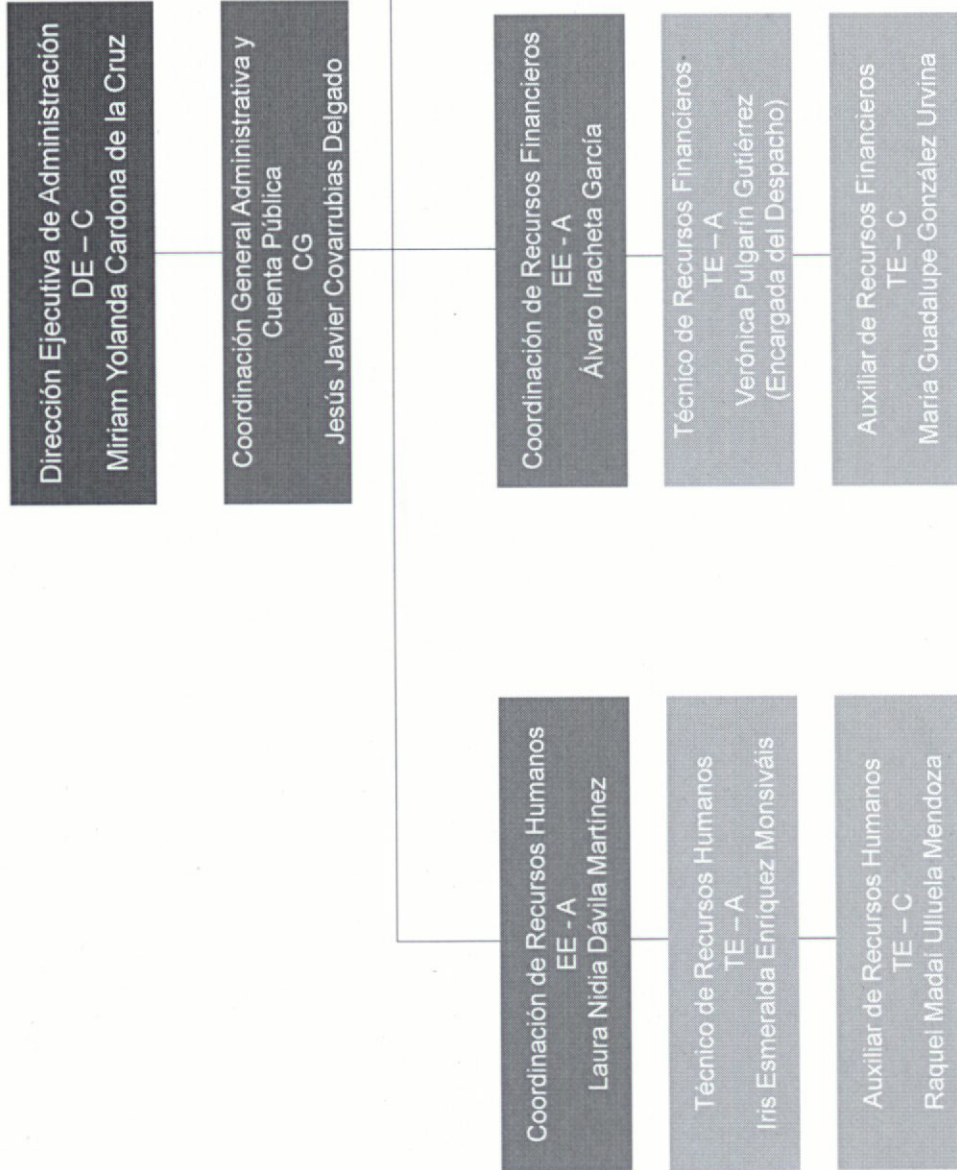 Dirección Ejecutiva de Administración
DE – C
Miriam Yolanda Cardona de la Cruz
Coordinación General Administrativa y
Cuenta Pública
CG
Jesús Javier Covarrubias Delgado
Coordinación de Recursos Humanos
EE - A
Laura Nidia Dávila Martínez
Técnico de Recursos Humanos
TE – A
Iris Esmeralda Enríquez Monsiváis
Auxiliar de Recursos Humanos
TE – C
Raquel Madaí Ulluela Mendoza
Coordinación de Recursos Financieros
EE - A
Álvaro Iracheta García
Técnico de Recursos Financieros
TE – A
Verónica Pulgarín Gutiérrez
(Encargada del Despacho)
Auxiliar de Recursos Financieros
TE – C
María Guadalupe González Urvina